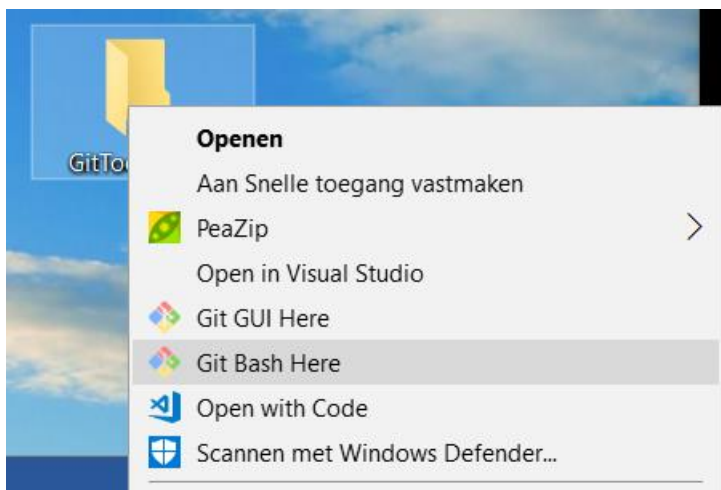 GitTo
Openen
Aan Snelle toegang vastmaken
PeaZip
Open in Visual Studio
Git GUI Here
Git Bash Here
Open with Code
Scannen met Windows Defender...